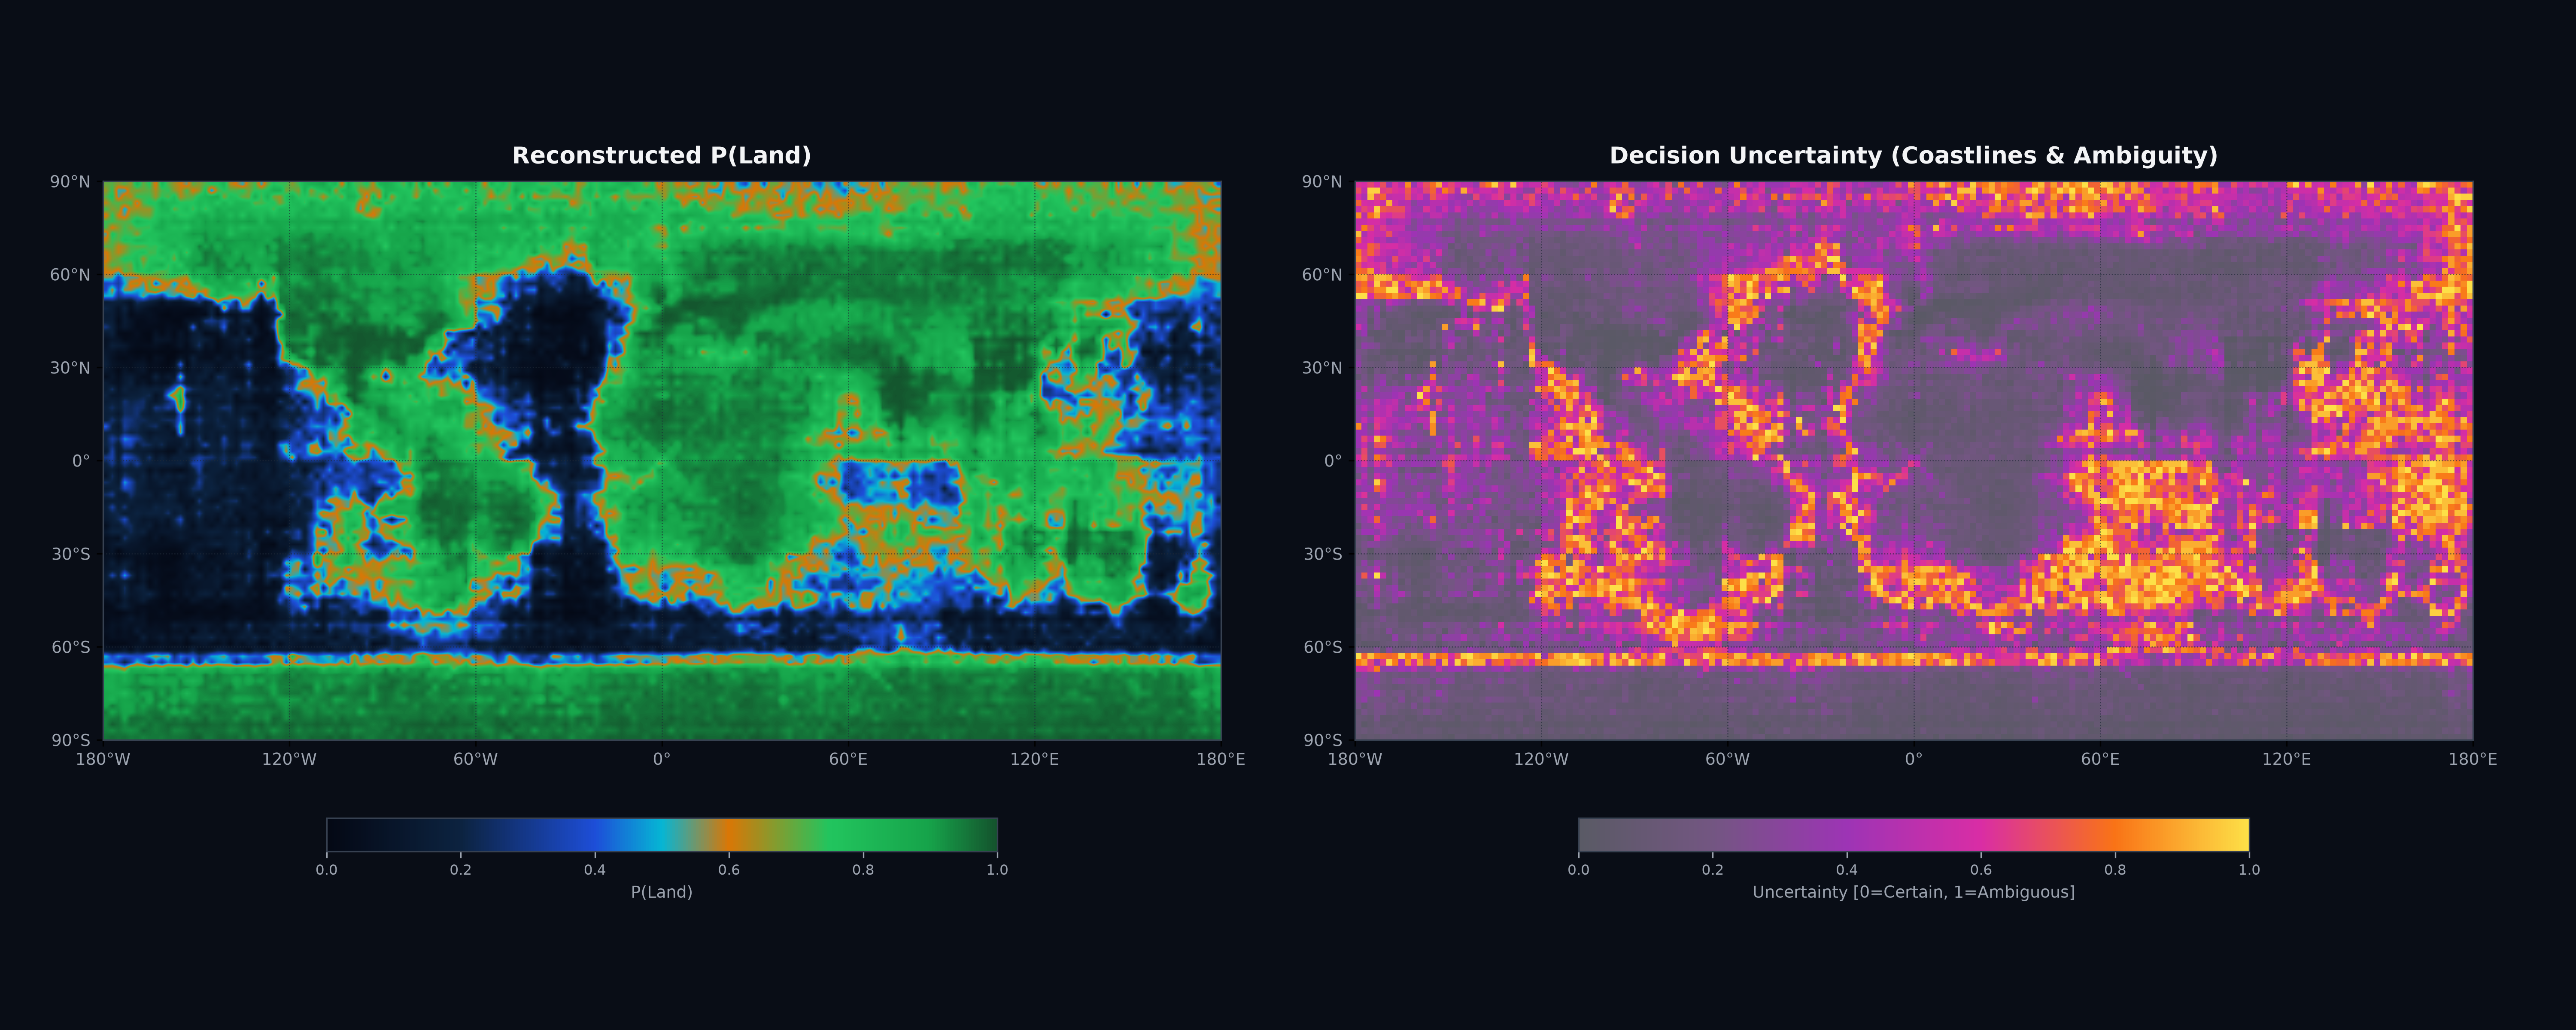 Reconstructed P(Land)
90°N
60°N
30°N
0°
30°S
60°S
90°S
180°W 120°W 60°W 0° 60°E 120°E 180°E
0.0 0.2 0.4 0.6 0.8 1.0
P(Land)
Decision Uncertainty (Coastlines & Ambiguity)
90°N
60°N
30°N
0°
30°S
60°S
90°S
180°W 120°W 60°W 0° 60°E 120°E 180°E
0.0 0.2 0.4 0.6 0.8 1.0
Uncertainty [0=Certain, 1=Ambiguous]